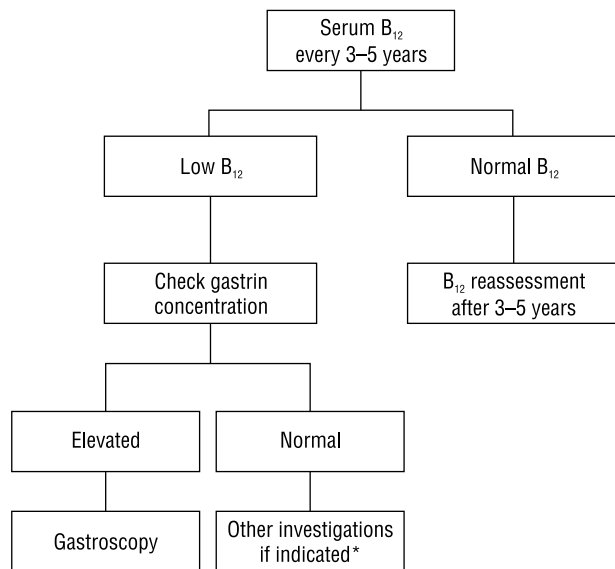 Serum B₁₂
every 3–5 years
Low B₁₂
Normal B₁₂
Check gastrin
concentration
B₁₂ reassessment
after 3–5 years
Elevated
Normal
Gastroscopy
Other investigations
if indicated*